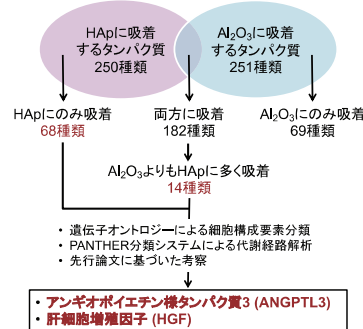 HApに吸着
するタンパク質
250種類
Al₂O₃に吸着
するタンパク質
251種類
HApにのみ吸着
68種類
両方に吸着
182種類
Al₂O₃にのみ吸着
69種類
Al₂O₃よりもHApに多く吸着
14種類
・遺伝子オントロジーによる細胞構成要素分類
・PANTHER分類システムによる代謝経路解析
・先行論文に基づいた考察
・アンギオポイエチン様タンパク質3 (ANGPTL3)
・肝細胞増殖因子 (HGF)